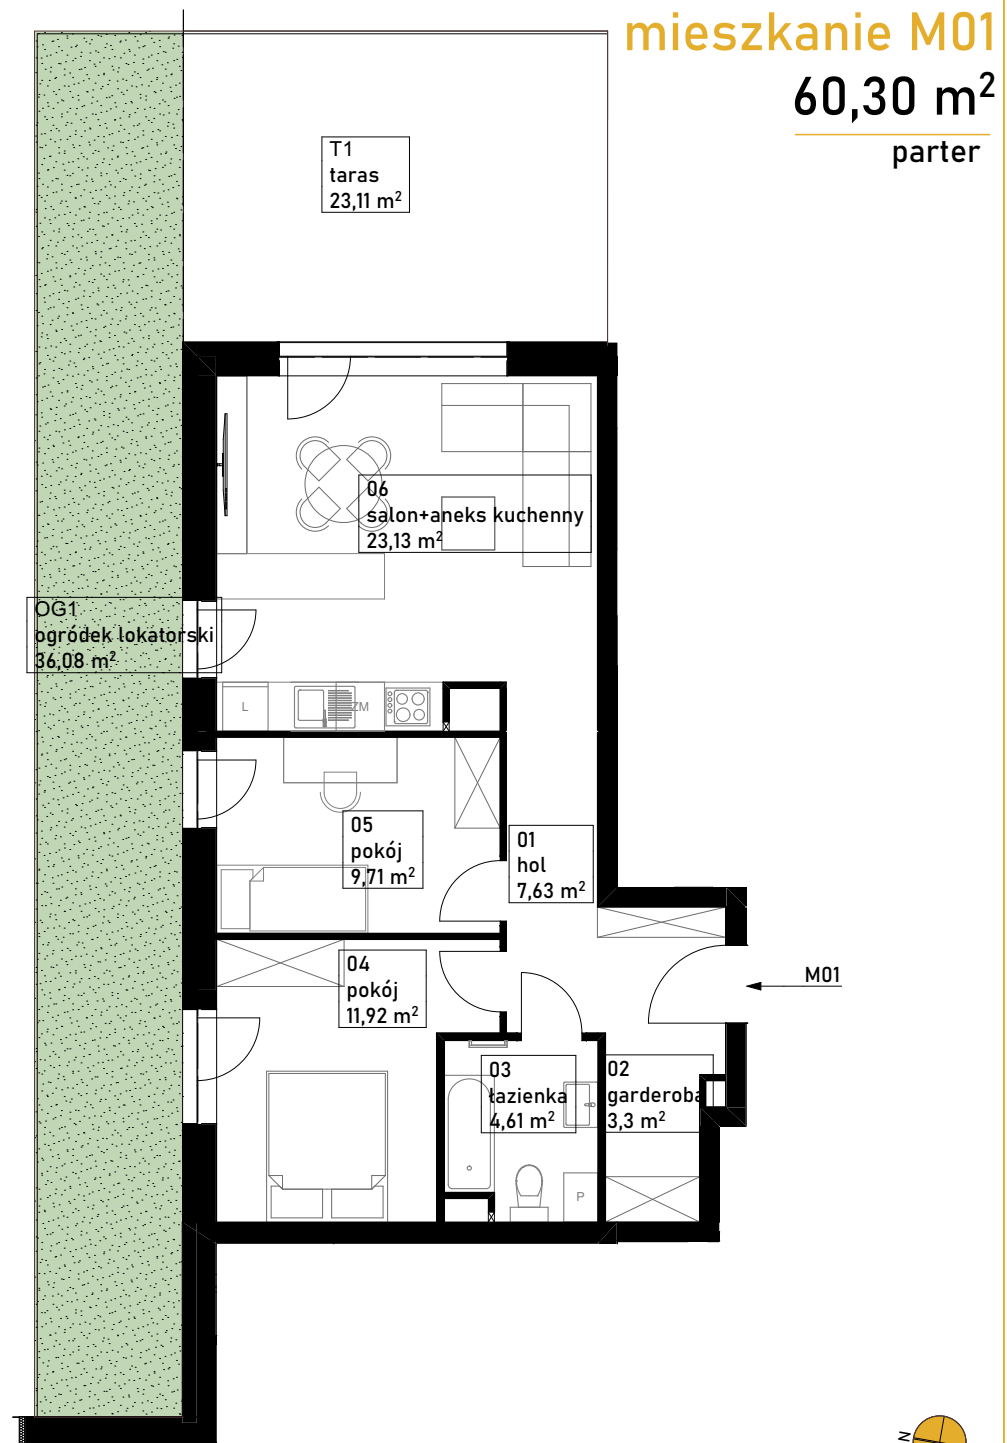 mieszkanie M01
60,30 m²
parter
T1
taras
23,11 m²
06
salon+aneks kuchenny
23,13 m²
OG1
ogródek lokatorski
36,08 m²
L
ZM
05
pokój
9,71 m²
01
hol
7,63 m²
04
pokój
11,92 m²
M01
03
łazienka
4,61 m²
02
garderoba
3,3 m²
P
N